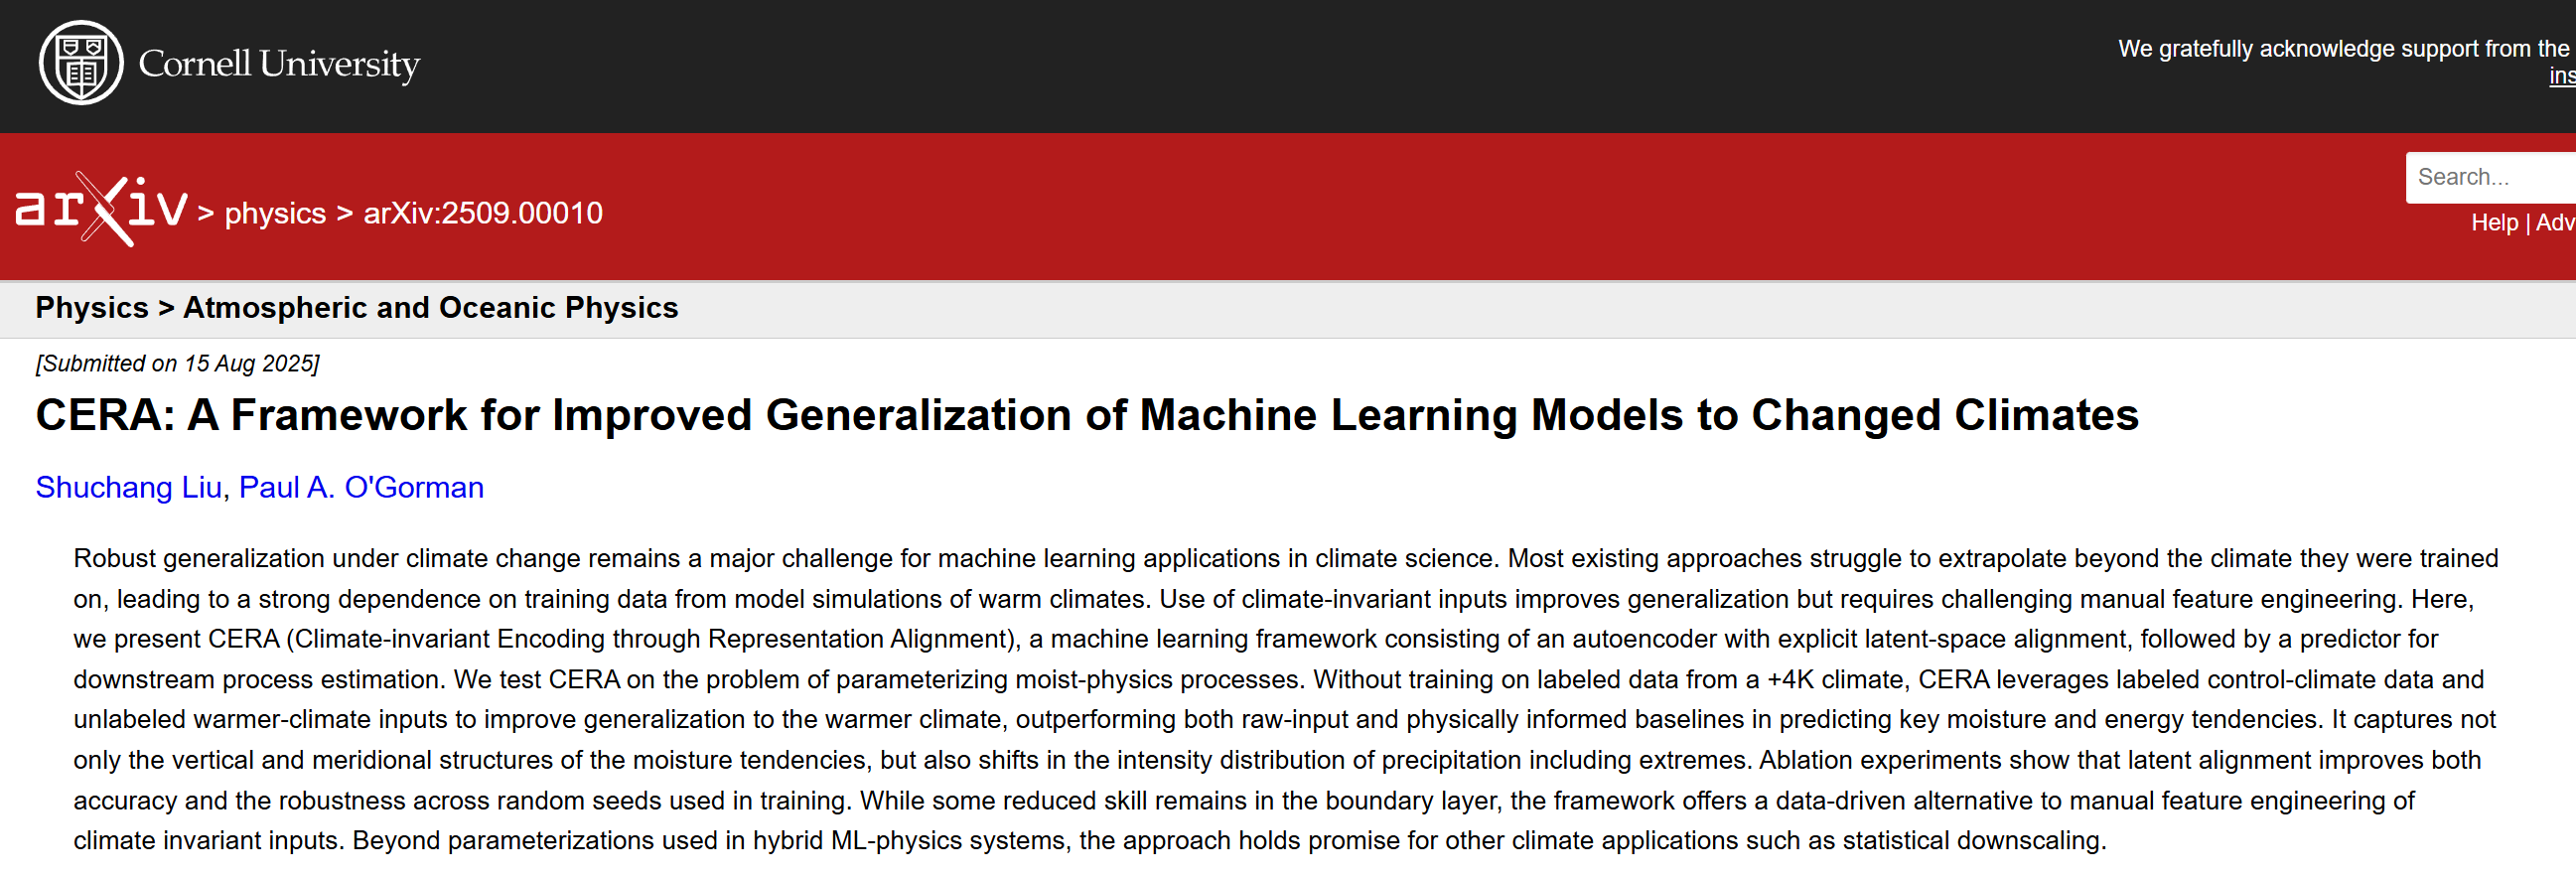 Cornell University
We gratefully acknowledge support from the
ins
arXiv > physics > arXiv:2509.00010
Search...
Help | Adv
Physics > Atmospheric and Oceanic Physics
[Submitted on 15 Aug 2025]
CERA: A Framework for Improved Generalization of Machine Learning Models to Changed Climates
Shuchang Liu, Paul A. O'Gorman
Robust generalization under climate change remains a major challenge for machine learning applications in climate science. Most existing approaches struggle to extrapolate beyond the climate they were trained
on, leading to a strong dependence on training data from model simulations of warm climates. Use of climate-invariant inputs improves generalization but requires challenging manual feature engineering. Here,
we present CERA (Climate-invariant Encoding through Representation Alignment), a machine learning framework consisting of an autoencoder with explicit latent-space alignment, followed by a predictor for
downstream process estimation. We test CERA on the problem of parameterizing moist-physics processes. Without training on labeled data from a +4K climate, CERA leverages labeled control-climate data and
unlabeled warmer-climate inputs to improve generalization to the warmer climate, outperforming both raw-input and physically informed baselines in predicting key moisture and energy tendencies. It captures not
only the vertical and meridional structures of the moisture tendencies, but also shifts in the intensity distribution of precipitation including extremes. Ablation experiments show that latent alignment improves both
accuracy and the robustness across random seeds used in training. While some reduced skill remains in the boundary layer, the framework offers a data-driven alternative to manual feature engineering of
climate invariant inputs. Beyond parameterizations used in hybrid ML-physics systems, the approach holds promise for other climate applications such as statistical downscaling.